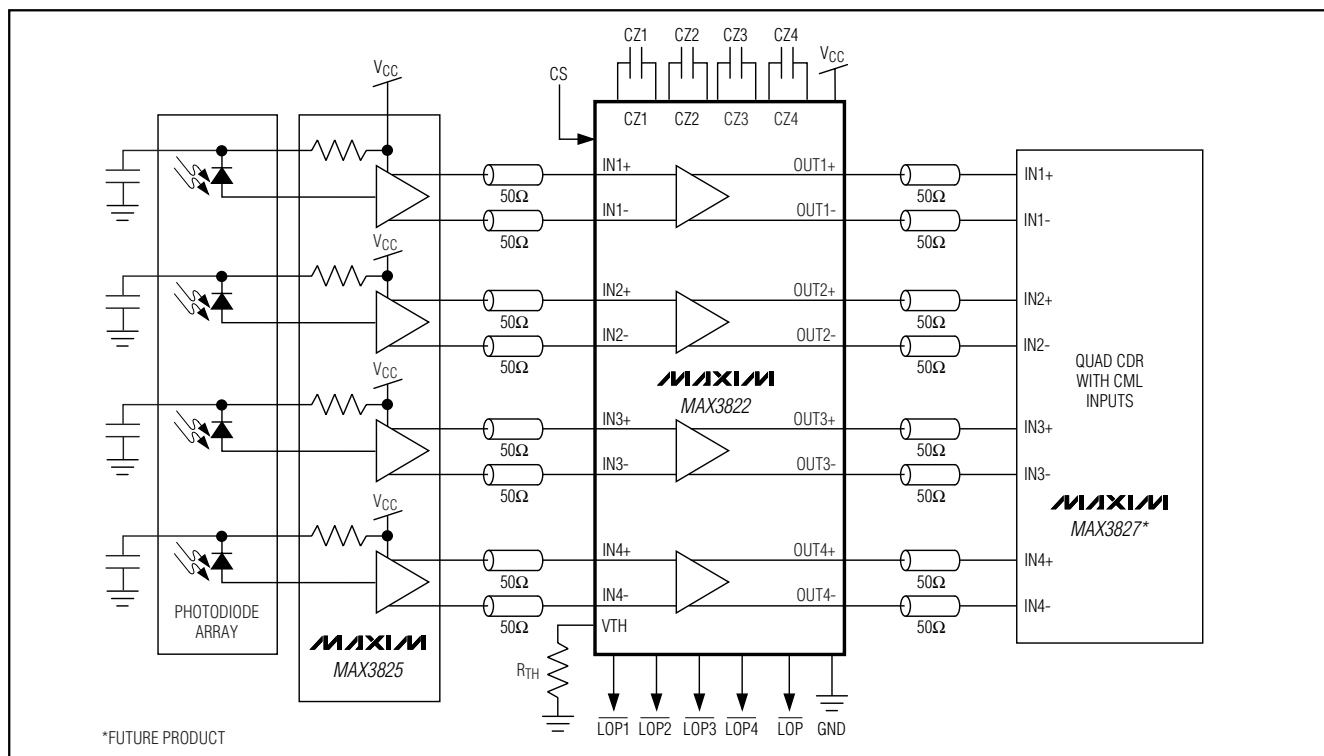 CZ1 CZ2 CZ3 CZ4
VCC
VCC
CS
CZ1 CZ2 CZ3 CZ4
IN1+ OUT1+ IN1+
50Ω 50Ω
IN1- OUT1- IN1-
50Ω 50Ω
VCC
IN2+ OUT2+ IN2+
50Ω 50Ω
IN2- OUT2- IN2-
50Ω 50Ω
QUAD CDR
WITH CML
INPUTS
MAXIM
MAX3822
VCC
IN3+ OUT3+ IN3+
50Ω 50Ω
IN3- OUT3- IN3-
50Ω 50Ω
MAXIM
MAX3827*
VCC
IN4+ OUT4+ IN4+
50Ω 50Ω
IN4- OUT4- IN4-
50Ω 50Ω
PHOTODIODE
ARRAY
MAXIM
MAX3825
VTH
RTH
LOP1 LOP2 LOP3 LOP4 LOP GND
*FUTURE PRODUCT